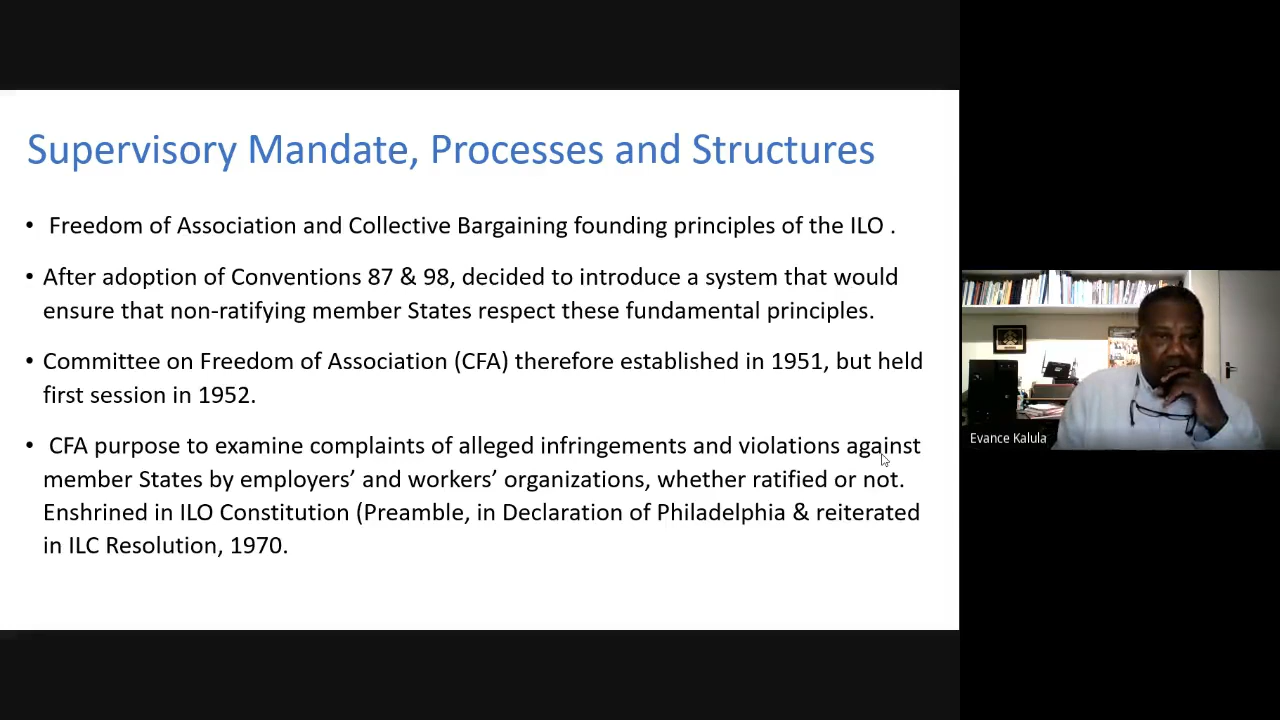 Supervisory Mandate, Processes and Structures
• Freedom of Association and Collective Bargaining founding principles of the ILO .
• After adoption of Conventions 87 & 98, decided to introduce a system that would
ensure that non-ratifying member States respect these fundamental principles.
• Committee on Freedom of Association (CFA) therefore established in 1951, but held
first session in 1952.
• CFA purpose to examine complaints of alleged infringements and violations against
member States by employers’ and workers’ organizations, whether ratified or not.
Enshrined in ILO Constitution (Preamble, in Declaration of Philadelphia & reiterated
in ILC Resolution, 1970.
Evance Kalula